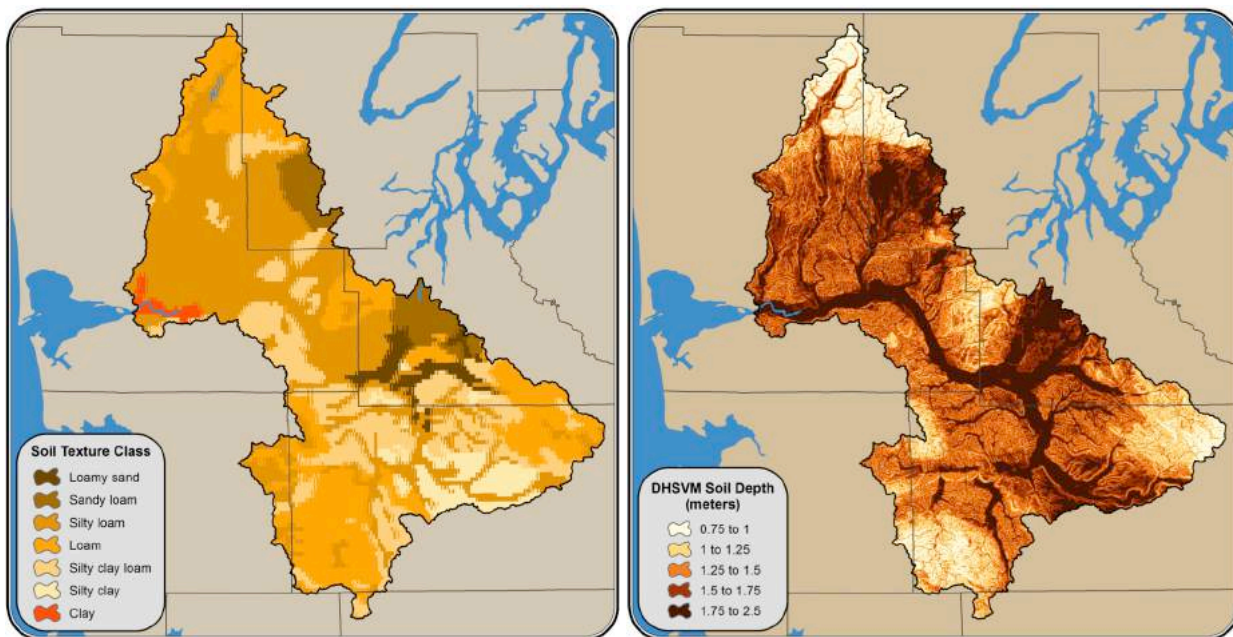 Soil Texture Class
Loamy sand
Sandy loam
Silty loam
Loam
Silty clay loam
Silty clay
Clay
DHSVM Soil Depth
(meters)
0.75 to 1
1 to 1.25
1.25 to 1.5
1.5 to 1.75
1.75 to 2.5